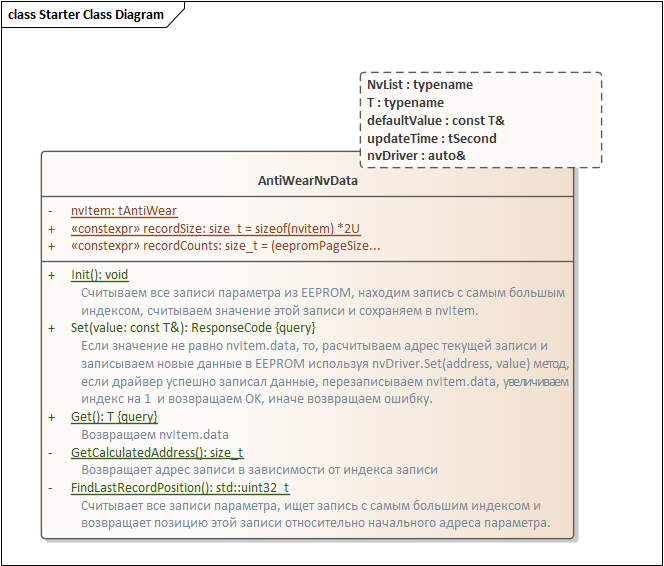 class Starter Class Diagram
NvList : typename
T : typename
defaultValue : const T&
updateTime : tSecond
nvDriver : auto&
AntiWearNvData
- nvItem: tAntiWear
+ «constexpr» recordSize: size_t = sizeof(nvitem) *2U
+ «constexpr» recordCounts: size_t = (eepromPageSize...
+ Init(): void
Считываем все записи параметра из EEPROM, находим запись с самым большим
индексом, считываем значение этой записи и сохраняем в nvItem.
+ Set(value: const T&): ResponseCode {query}
Если значение не равно nvItem.data, то, расчитываем адрес текущей записи и
записываем новые данные в EEPROM используя nvDriver.Set(address, value) метод,
если драйвер успешно записал данные, перезаписываем nvItem.data, увеличиваем
индекс на 1 и возвращаем OK, иначе возвращаем ошибку.
+ Get(): T {query}
Возвращаем nvItem.data
- GetCalculatedAddress(): size_t
Возвращает адрес записи в зависимости от индекса записи
- FindLastRecordPosition(): std::uint32_t
Считывает все записи параметра, ищет запись с самым большим индексом и
возвращает позицию этой записи относительно начального адреса параметра.